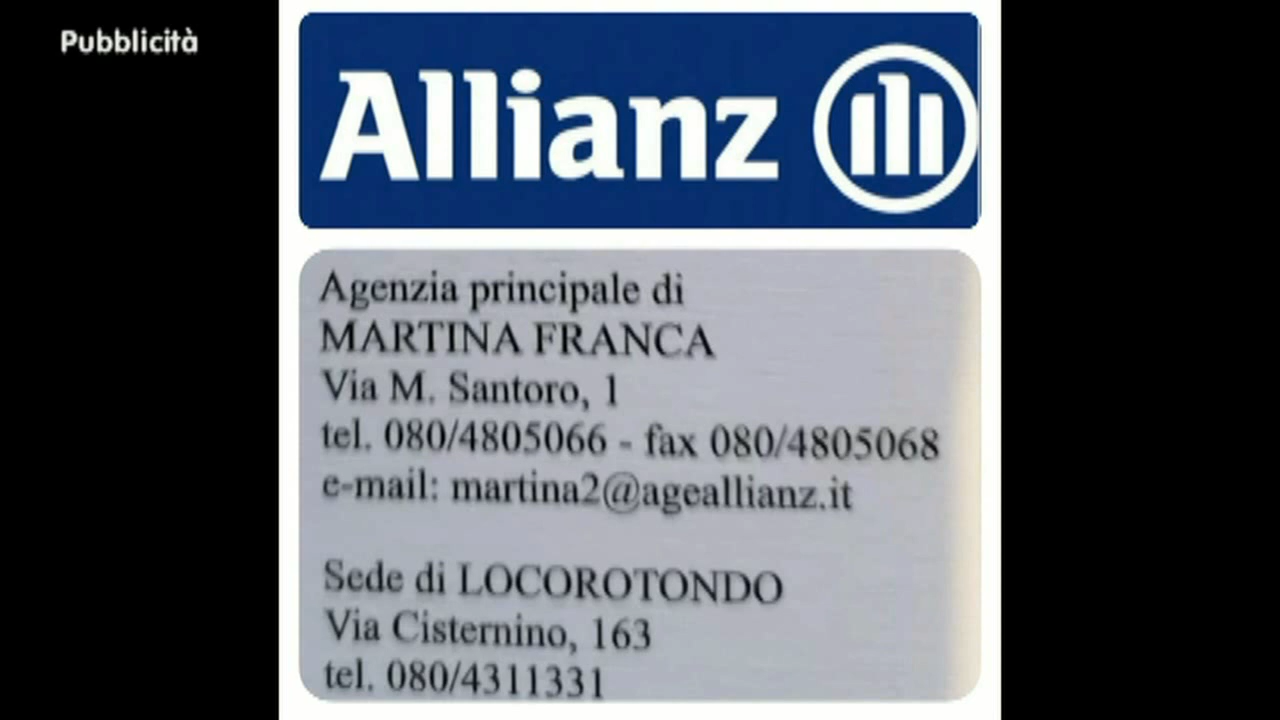 Pubblicità
Allianz
Agenzia principale di
MARTINA FRANCA
Via M. Santoro, 1
tel. 080/4805066 - fax 080/4805068
e-mail: martina2@ageallianz.it
Sede di LOCOROTONDO
Via Cisternino, 163
tel. 080/4311331